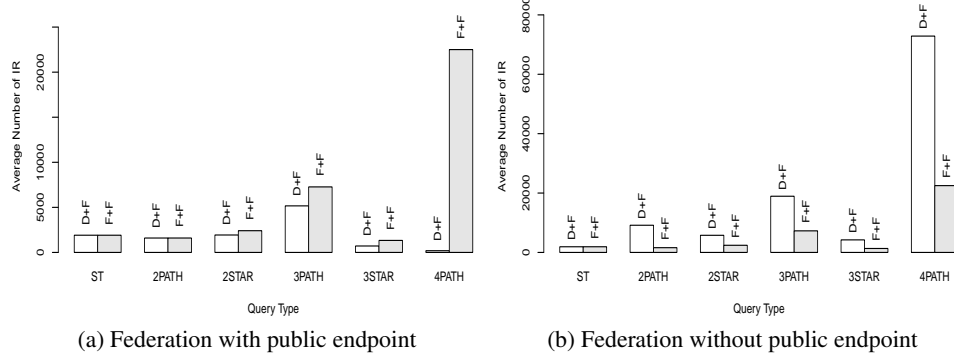 Average Number of IR
0
5000
10000
20000
D+F
F+F
D+F
F+F
D+F
F+F
D+F
F+F
D+F
F+F
D+F
F+F
ST
2PATH
2STAR
3PATH
3STAR
4PATH
Query Type
(a) Federation with public endpoint
Average Number of IR
0
20000
40000
60000
80000
D+F
F+F
D+F
F+F
D+F
F+F
D+F
F+F
D+F
F+F
D+F
F+F
ST
2PATH
2STAR
3PATH
3STAR
4PATH
Query Type
(b) Federation without public endpoint